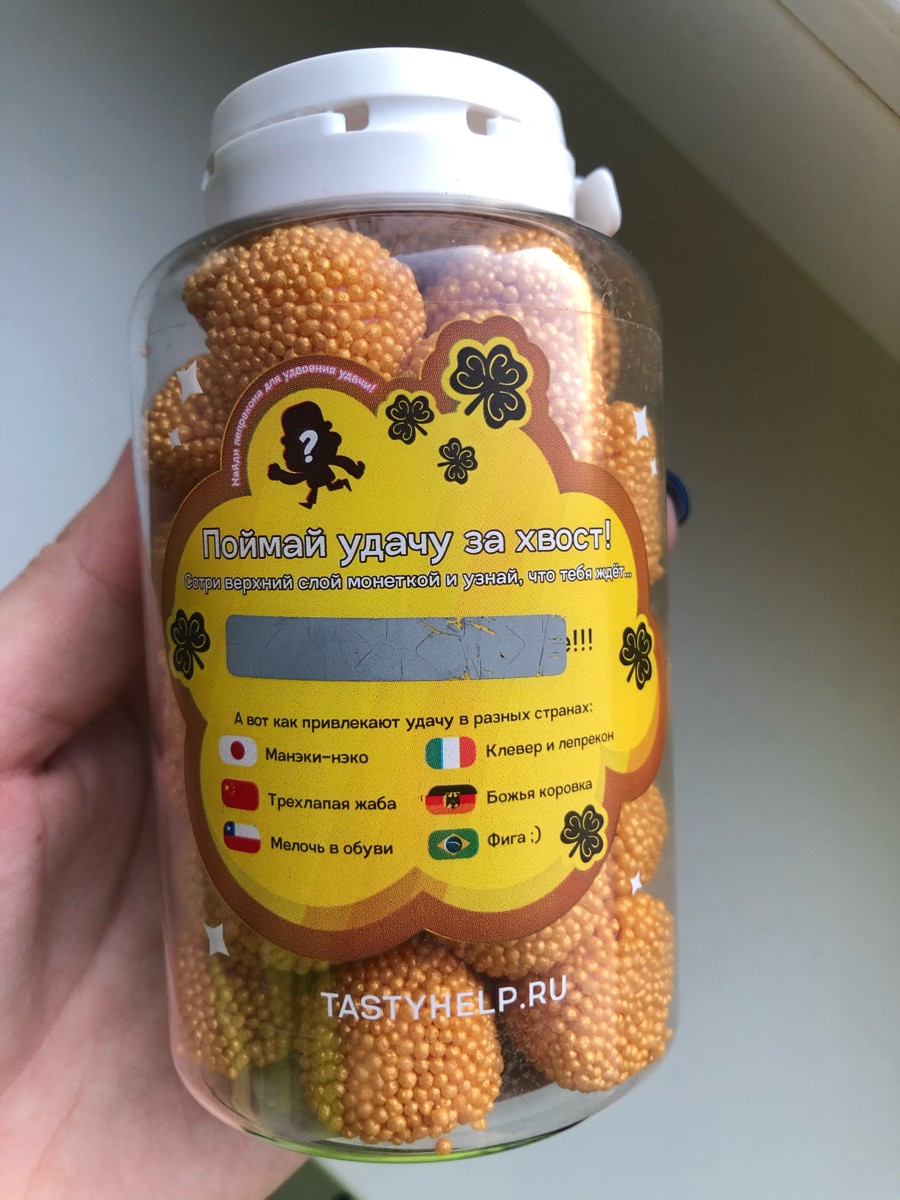 Найди лепрекона для удвоения удачи!
?
Поймай удачу за хвост!
Сотри верхний слой монеткой и узнай, что тебя ждёт...
е!!!
А вот как привлекают удачу в разных странах:
Манэки-нэко
Клевер и лепрекон
Трехлапая жаба
Божья коровка
Мелочь в обуви
Фига ;)
TASTYHELP.RU